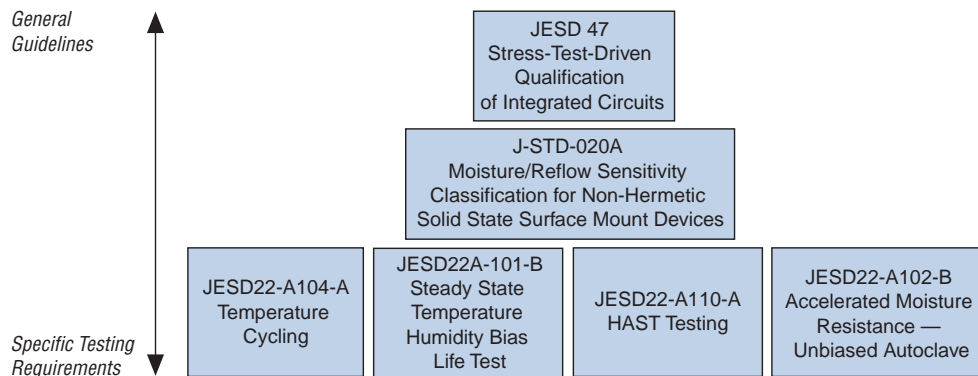 General
Guidelines
JESD 47
Stress-Test-Driven
Qualification
of Integrated Circuits
J-STD-020A
Moisture/Reflow Sensitivity
Classification for Non-Hermetic
Solid State Surface Mount Devices
JESD22-A104-A
Temperature
Cycling
JESD22A-101-B
Steady State
Temperature
Humidity Bias
Life Test
JESD22-A110-A
HAST Testing
JESD22-A102-B
Accelerated Moisture
Resistance —
Unbiased Autoclave
Specific Testing
Requirements